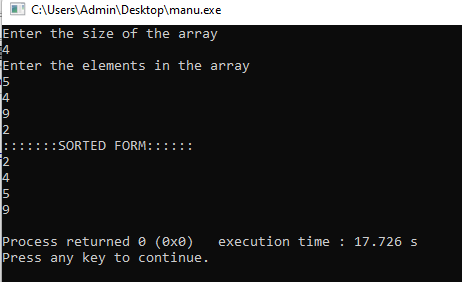 C:\Users\Admin\Desktop\manu.exe
Enter the size of the array
4
Enter the elements in the array
5
4
9
2
:::::::SORTED FORM::::::
2
4
5
9
Process returned 0 (0x0)   execution time : 17.726 s
Press any key to continue.